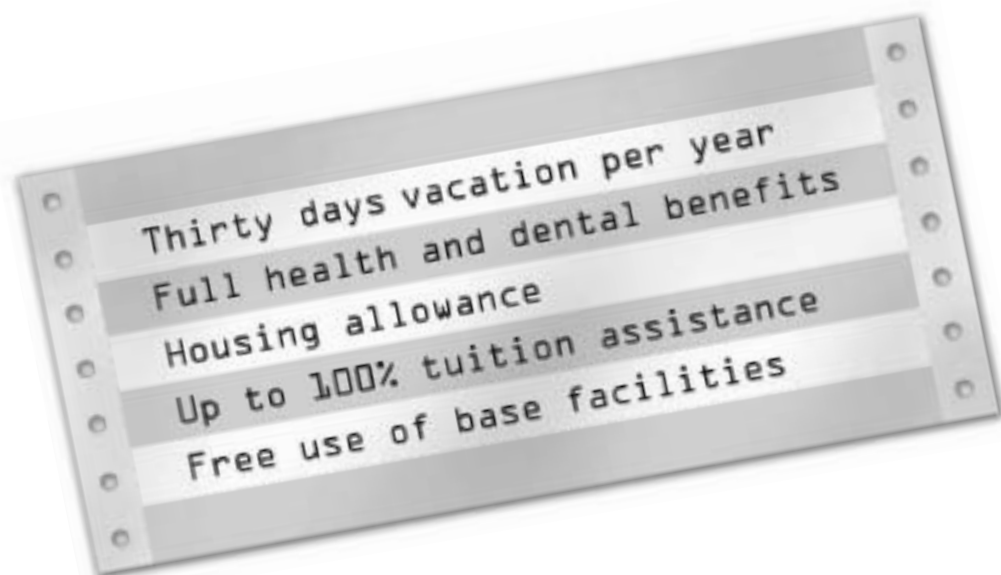 Thirty days vacation per year
Full health and dental benefits
Housing allowance
Up to 100% tuition assistance
Free use of base facilities